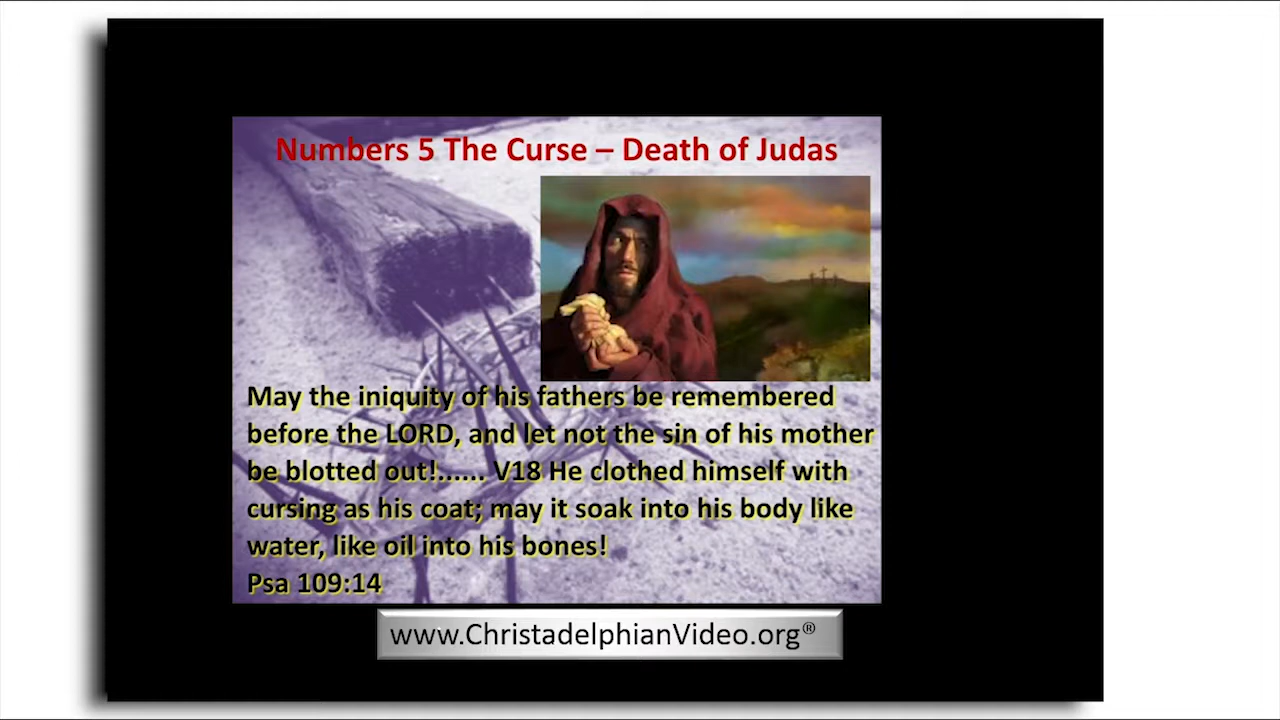 Numbers 5 The Curse – Death of Judas
May the iniquity of his fathers be remembered
before the LORD, and let not the sin of his mother
be blotted out!...... V18 He clothed himself with
cursing as his coat; may it soak into his body like
water, like oil into his bones!
Psa 109:14
www.ChristadelphianVideo.org®